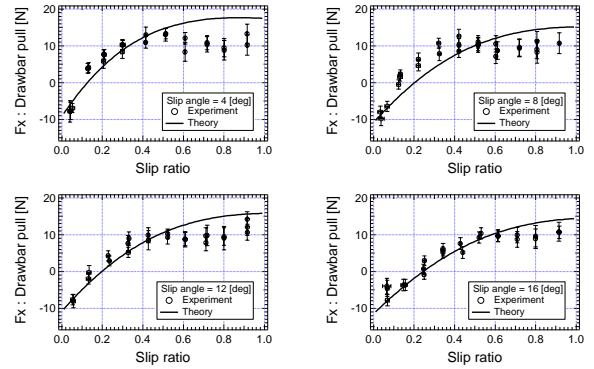 Fx : Drawbar pull [N]
20
10
0
-10
Slip angle = 4 [deg]
Experiment
Theory
0.0 0.2 0.4 0.6 0.8 1.0
Slip ratio
Fx : Drawbar pull [N]
20
10
0
-10
Slip angle = 8 [deg]
Experiment
Theory
0.0 0.2 0.4 0.6 0.8 1.0
Slip ratio
Fx : Drawbar pull [N]
20
10
0
-10
Slip angle = 12 [deg]
Experiment
Theory
0.0 0.2 0.4 0.6 0.8 1.0
Slip ratio
Fx : Drawbar pull [N]
20
10
0
-10
Slip angle = 16 [deg]
Experiment
Theory
0.0 0.2 0.4 0.6 0.8 1.0
Slip ratio